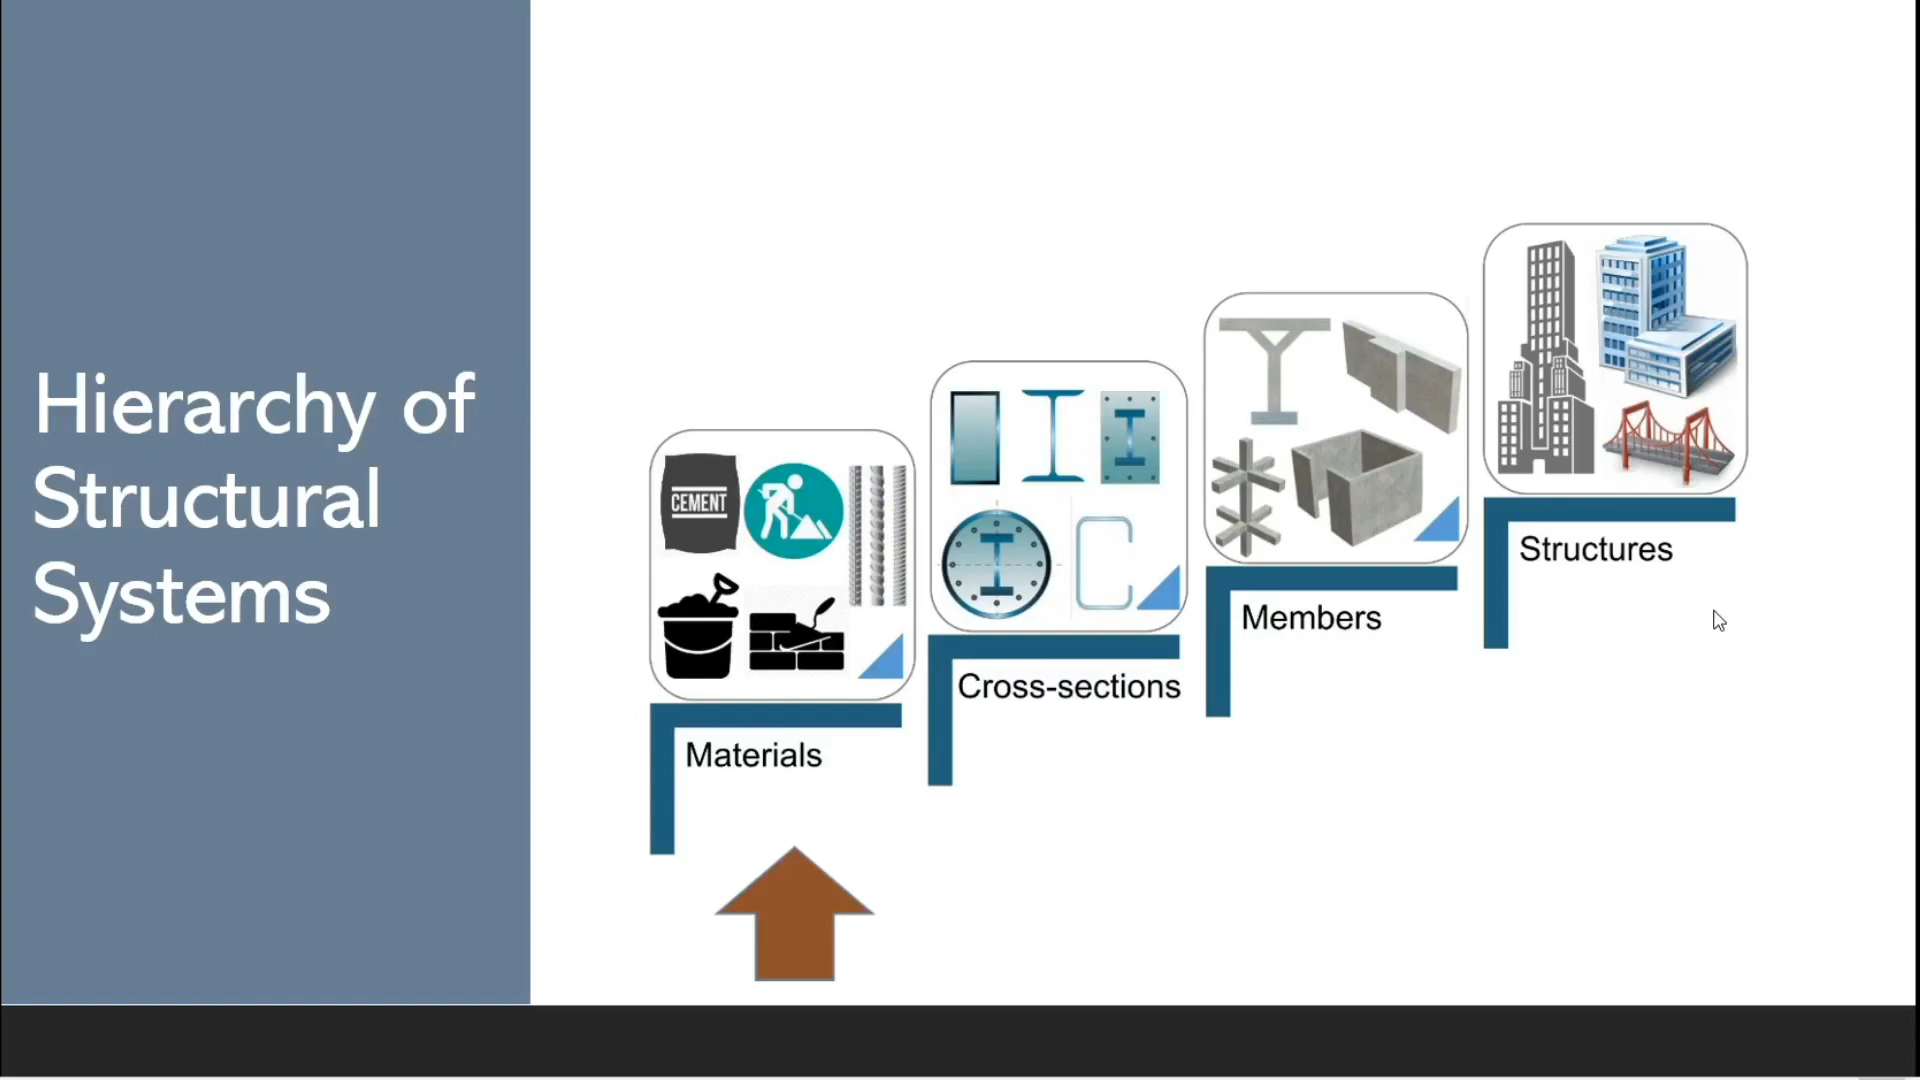 Hierarchy of
Structural
Systems
CEMENT
Materials
Cross-sections
Members
Structures